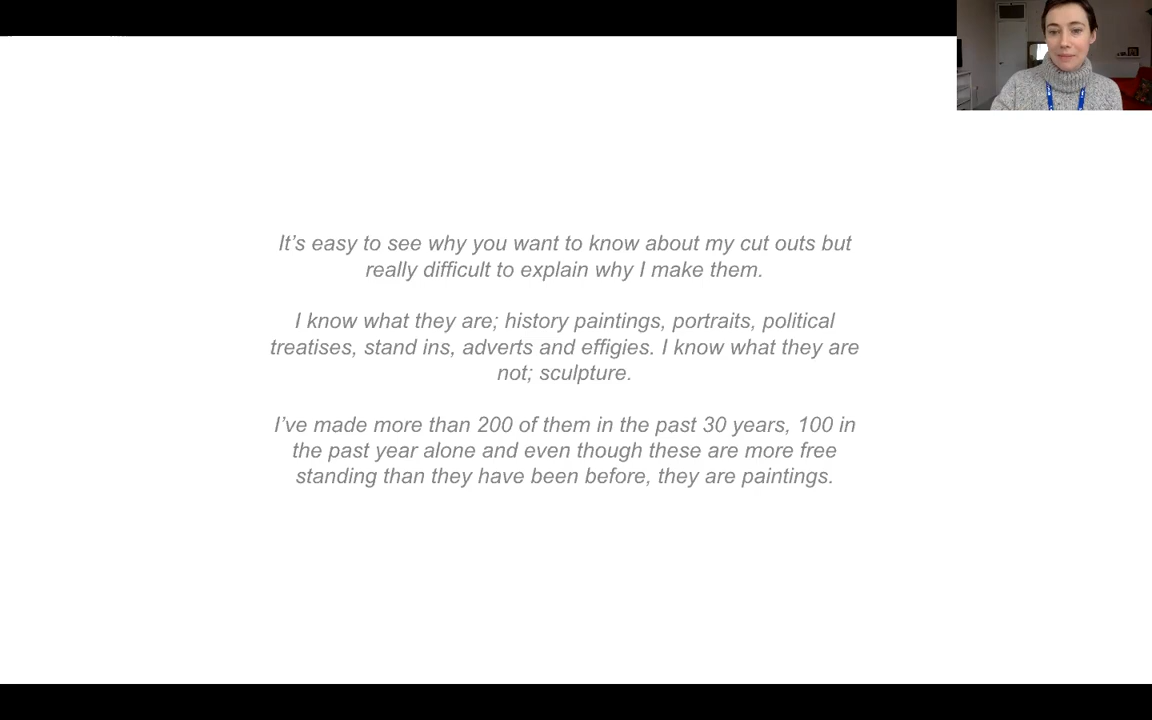 It’s easy to see why you want to know about my cut outs but
really difficult to explain why I make them.
I know what they are; history paintings, portraits, political
treatises, stand ins, adverts and effigies. I know what they are
not; sculpture.
I’ve made more than 200 of them in the past 30 years, 100 in
the past year alone and even though these are more free
standing than they have been before, they are paintings.